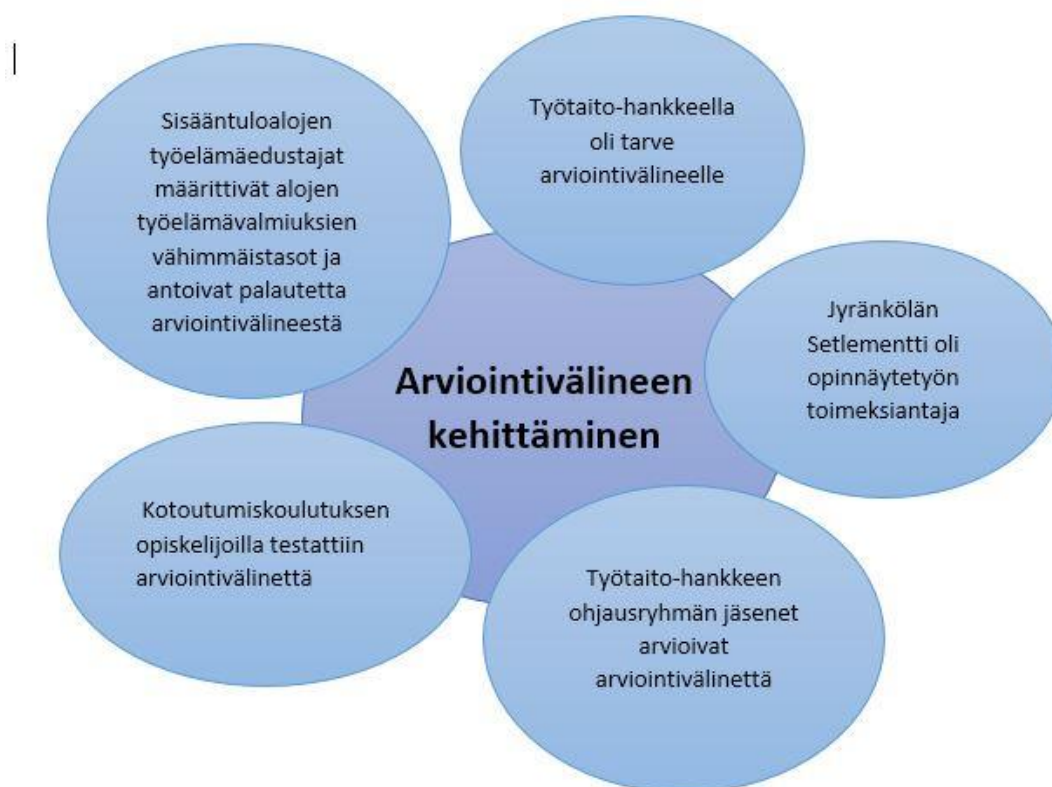 Sisääntuloalojen
työelämäedustajat
määrittivät alojen
työelämävalmiuksien
vähimmäistasot ja
antoivat palautetta
arviointivälineestä
Työtaito-hankkeella
oli tarve
arviointivälineelle
Jyränkölän
Setlementti oli
opinnäytetyön
toimeksiantaja
Arviointivälineen
kehittäminen
Kotoutumiskoulutuksen
opiskelijoilla testattiin
arviointivälinettä
Työtaito-hankkeen
ohjausryhmän jäsenet
arvioivat
arviointivälinettä